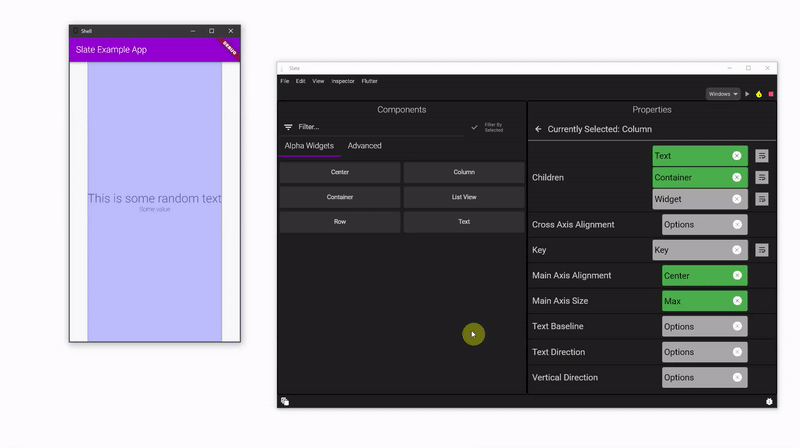 Shell
Slate Example App
DEBUG
This is some random text
Some value
Slate
File Edit View Inspector Flutter
Windows
Components
Filter...
Filter By
Selected
Alpha Widgets Advanced
Center Column
Container List View
Row Text
Properties
Currently Selected: Column
Children
Text
Container
Widget
Cross Axis Alignment Options
Key Key
Main Axis Alignment Center
Main Axis Size Max
Text Baseline Options
Text Direction Options
Vertical Direction Options